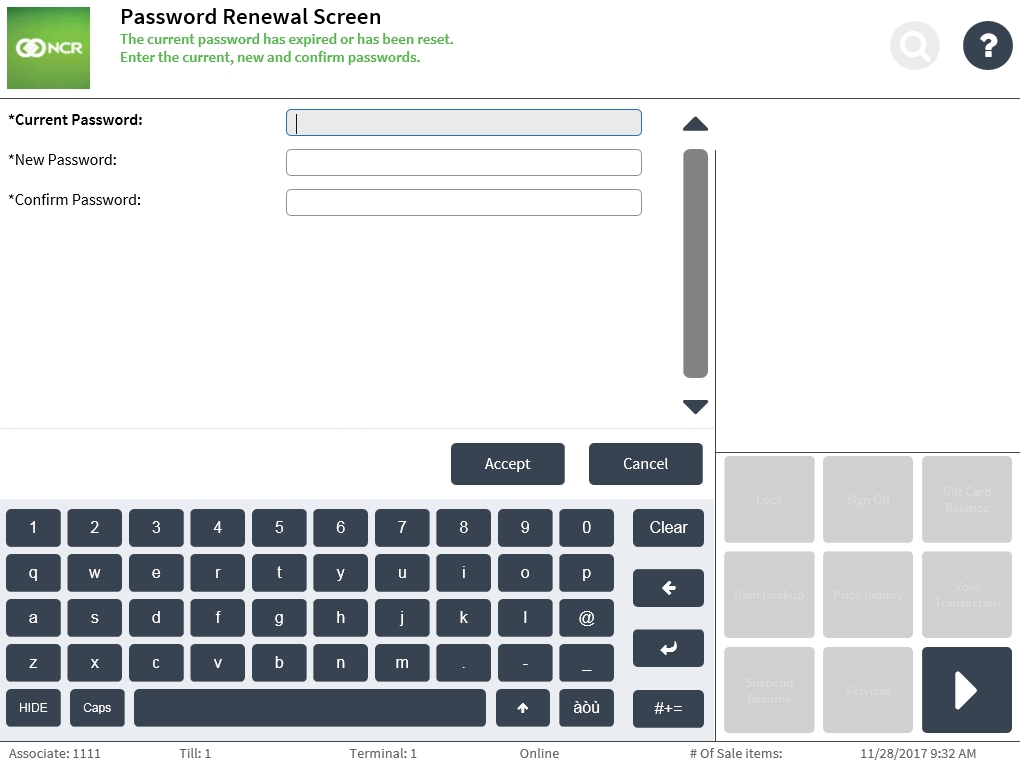 NCR
Password Renewal Screen
The current password has expired or has been reset.
Enter the current, new and confirm passwords.
?
*Current Password:
*New Password:
*Confirm Password:
Accept
Cancel
1 2 3 4 5 6 7 8 9 0 Clear
q w e r t y u i o p
a s d f g h j k l @
z x c v b n m . - _
HIDE Caps àòù #+=
Lock Sign Off Gift Card
Balance
Item Lookup Price Inquiry Void
Transaction
Suspend
Resume Services
Associate: 1111 Till: 1 Terminal: 1 Online # Of Sale items: 11/28/2017 9:32 AM